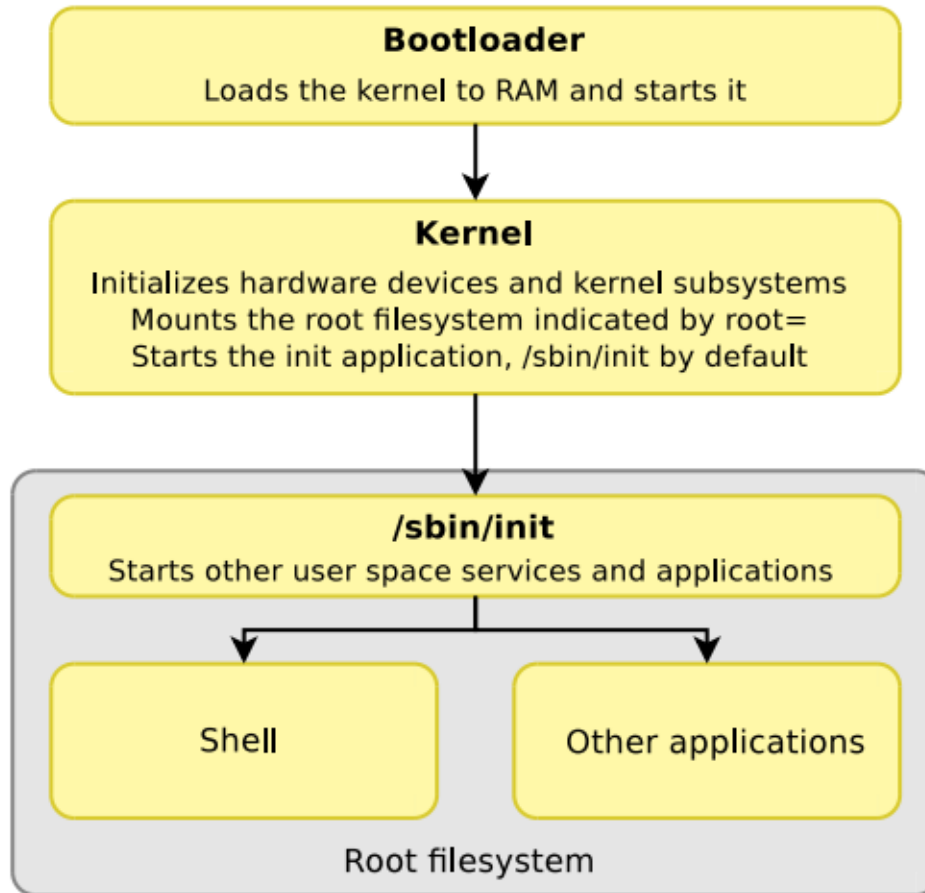 Bootloader
Loads the kernel to RAM and starts it
Kernel
Initializes hardware devices and kernel subsystems
Mounts the root filesystem indicated by root=
Starts the init application, /sbin/init by default
/sbin/init
Starts other user space services and applications
Shell
Other applications
Root filesystem